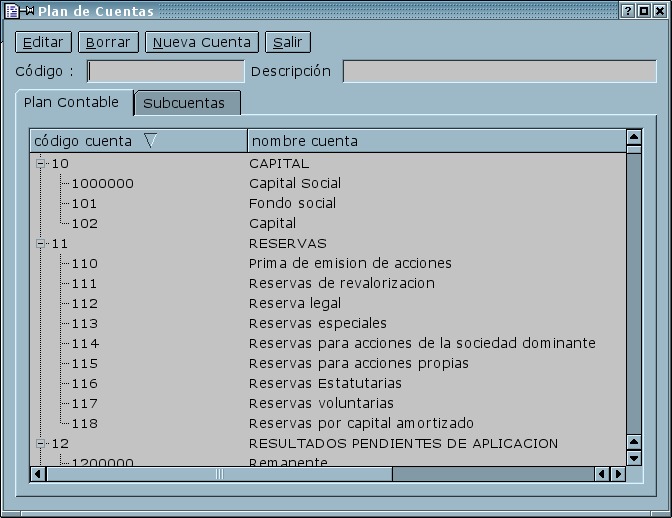 Plan de Cuentas
Editar Borrar Nueva Cuenta Salir
Código : Descripción
Plan Contable Subcuentas
código cuenta nombre cuenta
10 CAPITAL
1000000 Capital Social
101 Fondo social
102 Capital
11 RESERVAS
110 Prima de emision de acciones
111 Reservas de revalorizacion
112 Reserva legal
113 Reservas especiales
114 Reservas para acciones de la sociedad dominante
115 Reservas para acciones propias
116 Reservas Estatutarias
117 Reservas voluntarias
118 Reservas por capital amortizado
12 RESULTADOS PENDIENTES DE APLICACION
1200000 Remanente